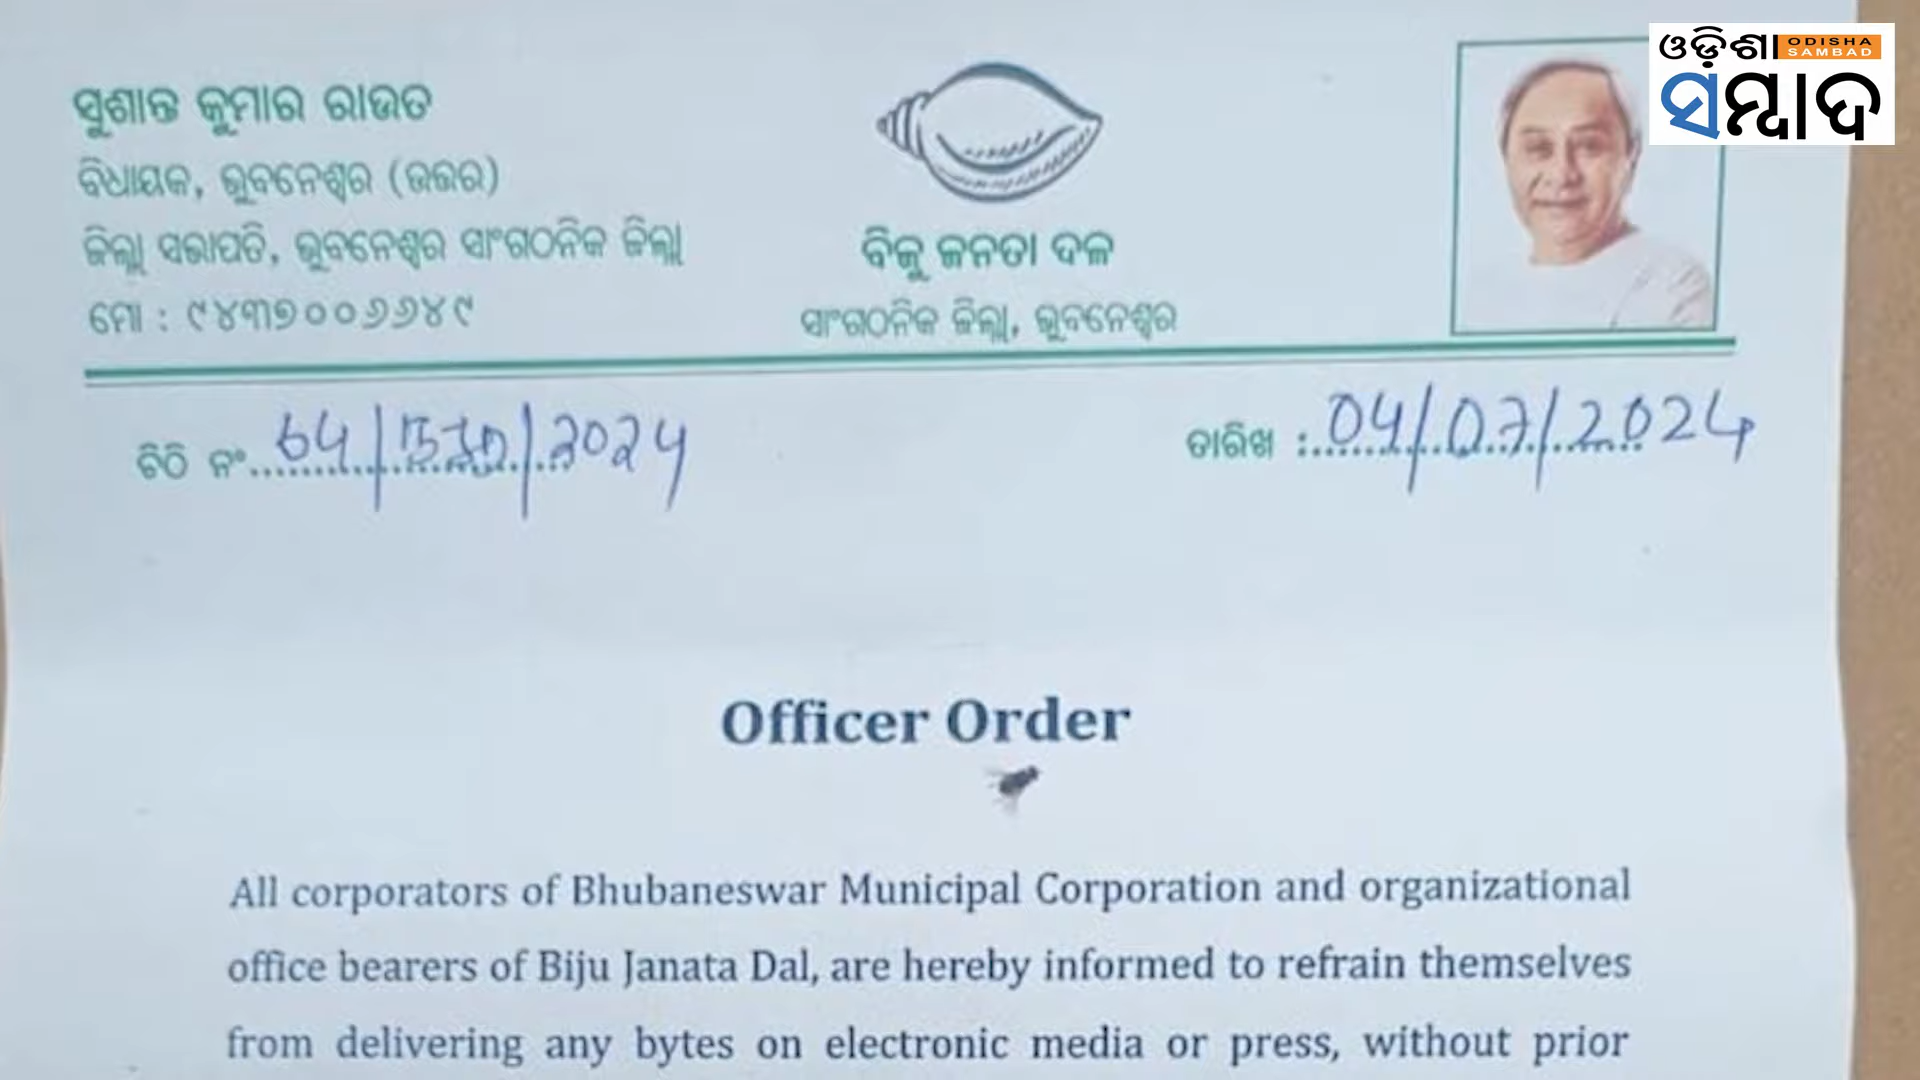 ଓଡ଼ିଶା ODISHA SAMBAD
ସମ୍ବାଦ
ସୁଶାନ୍ତ କୁମାର ରାଉତ
ବିଧାୟକ, ଭୁବନେଶ୍ୱର (ଉତ୍ତର)
ଜିଲ୍ଲା ସଭାପତି, ଭୁବନେଶ୍ୱର ସାଂଗଠନିକ ଜିଲ୍ଲା
ମୋ : ୯୪୩୭୦୦୬୬୪୯
ବିଜୁ ଜନତା ଦଳ
ସାଂଗଠନିକ ଜିଲ୍ଲା, ଭୁବନେଶ୍ୱର
ଚିଠି ନଂ. 64/ /2024
ତାରିଖ : 04/07/2024
Officer Order
All corporators of Bhubaneswar Municipal Corporation and organizational
office bearers of Biju Janata Dal, are hereby informed to refrain themselves
from delivering any bytes on electronic media or press, without prior